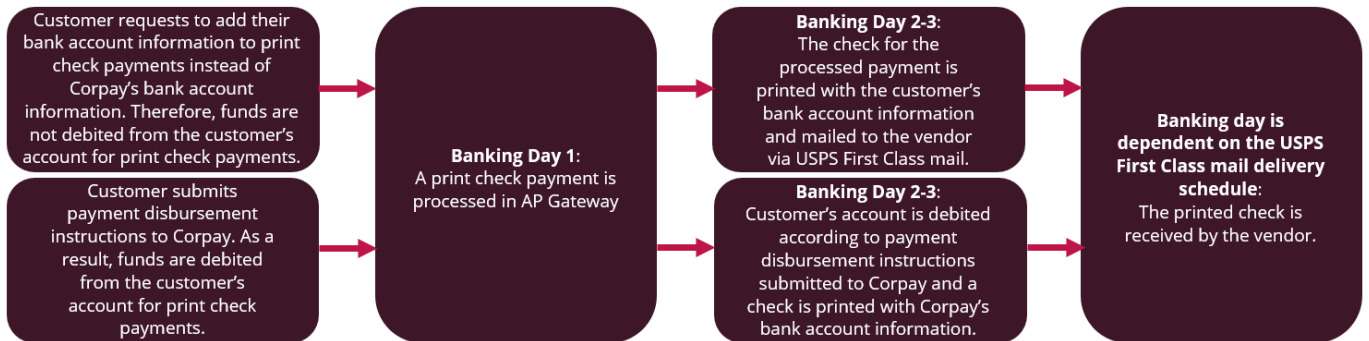 Customer requests to add their
bank account information to print
check payments instead of
Corpay’s bank account
information. Therefore, funds are
not debited from the customer’s
account for print check payments.
Customer submits
payment disbursement
instructions to Corpay. As a
result, funds are debited
from the customer’s
account for print check
payments.
Banking Day 1:
A print check payment is
processed in AP Gateway
Banking Day 2-3:
The check for the
processed payment is
printed with the customer’s
bank account information
and mailed to the vendor
via USPS First Class mail.
Banking Day 2-3:
Customer’s account is debited
according to payment
disbursement instructions
submitted to Corpay and a
check is printed with Corpay’s
bank account information.
Banking day is
dependent on the USPS
First Class mail delivery
schedule:
The printed check is
received by the vendor.